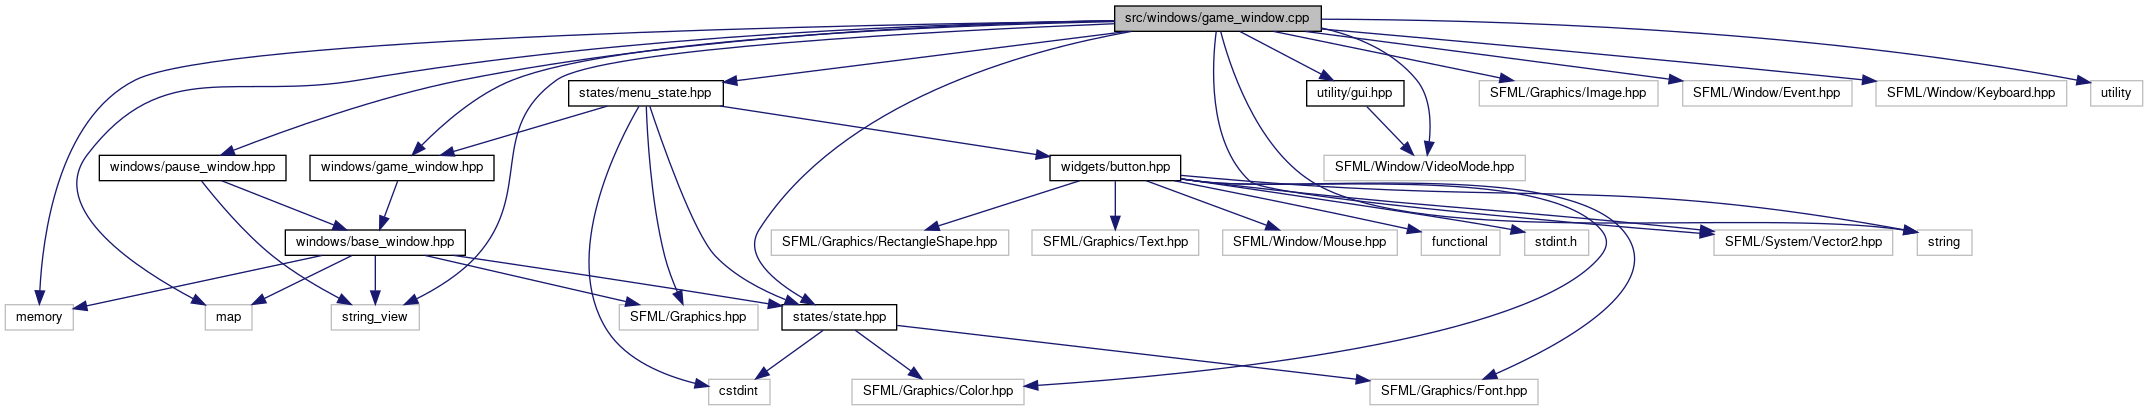 src/windows/game_window.cpp
states/menu_state.hpp
utility/gui.hpp
SFML/Graphics/Image.hpp
SFML/Window/Event.hpp
SFML/Window/Keyboard.hpp
utility
windows/pause_window.hpp
windows/game_window.hpp
widgets/button.hpp
SFML/Window/VideoMode.hpp
windows/base_window.hpp
SFML/Graphics/RectangleShape.hpp
SFML/Graphics/Text.hpp
SFML/Window/Mouse.hpp
functional
stdint.h
SFML/System/Vector2.hpp
string
memory
map
string_view
SFML/Graphics.hpp
states/state.hpp
cstdint
SFML/Graphics/Color.hpp
SFML/Graphics/Font.hpp